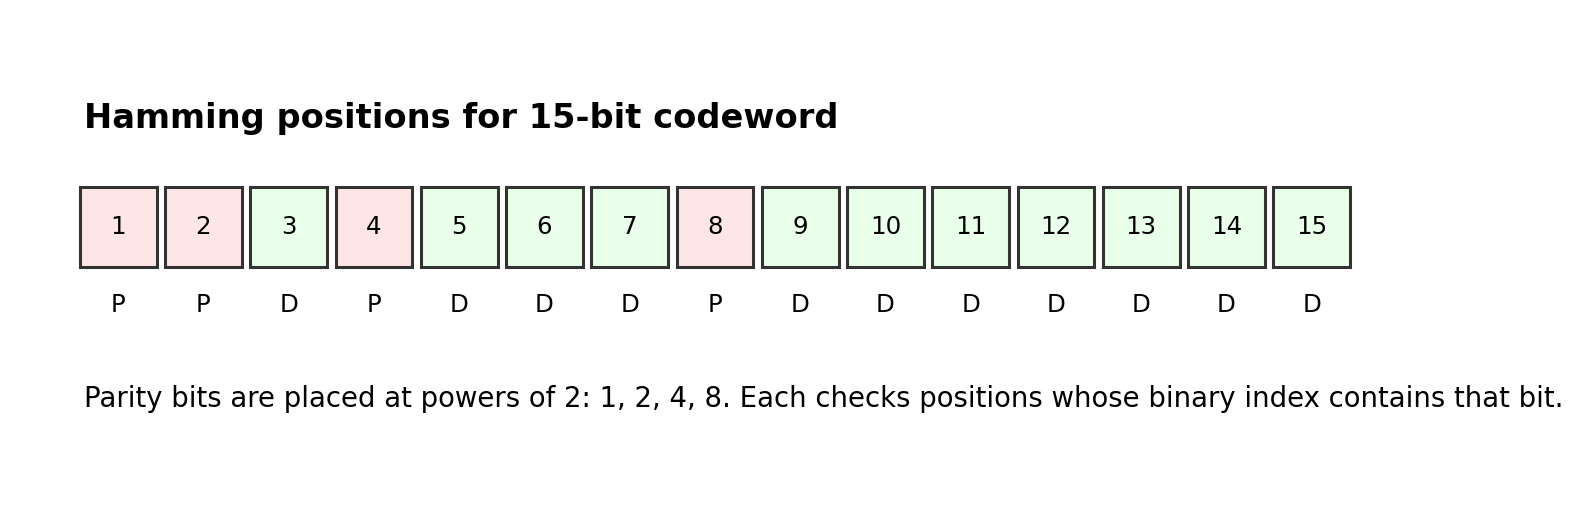 Hamming positions for 15-bit codeword
1 2 3 4 5 6 7 8 9 10 11 12 13 14 15
P P D P D D D P D D D D D D D
Parity bits are placed at powers of 2: 1, 2, 4, 8. Each checks positions whose binary index contains that bit.